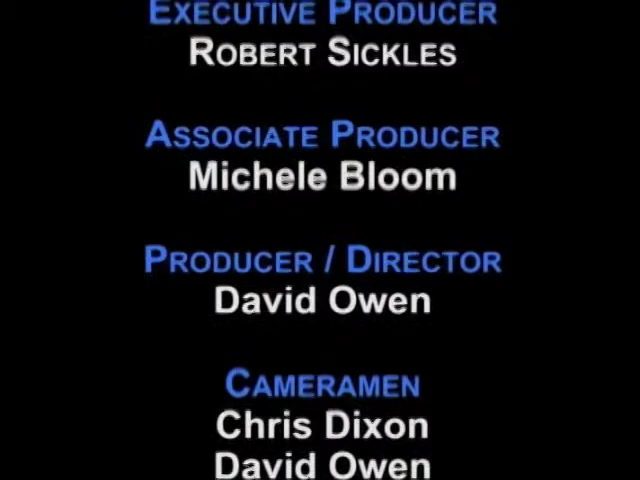 EXECUTIVE PRODUCER
ROBERT SICKLES
ASSOCIATE PRODUCER
Michele Bloom
PRODUCER / DIRECTOR
David Owen
CAMERAMEN
Chris Dixon
David Owen